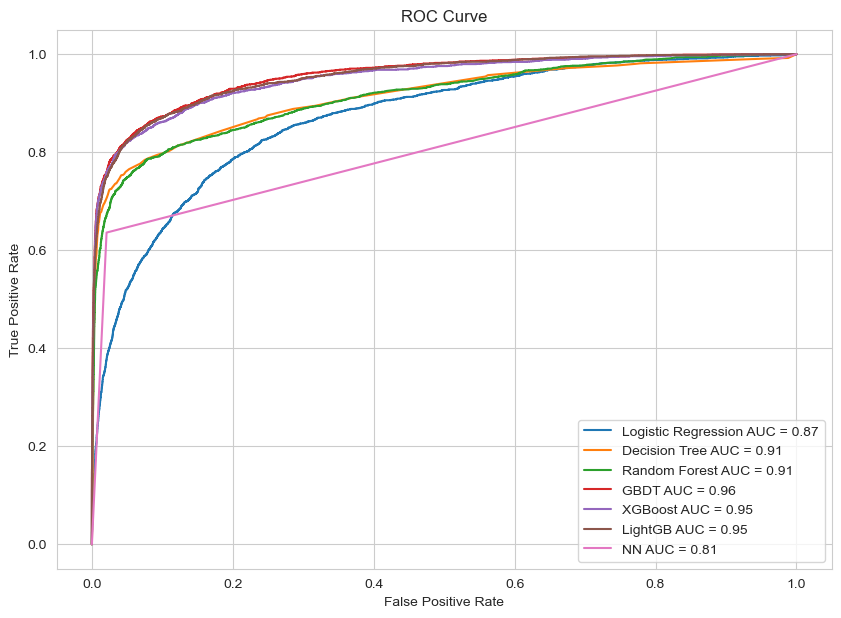 ROC Curve
1.0
0.8
0.6
0.4
0.2
0.0
True Positive Rate
Logistic Regression AUC = 0.87
Decision Tree AUC = 0.91
Random Forest AUC = 0.91
GBDT AUC = 0.96
XGBoost AUC = 0.95
LightGB AUC = 0.95
NN AUC = 0.81
0.0 0.2 0.4 0.6 0.8 1.0
False Positive Rate